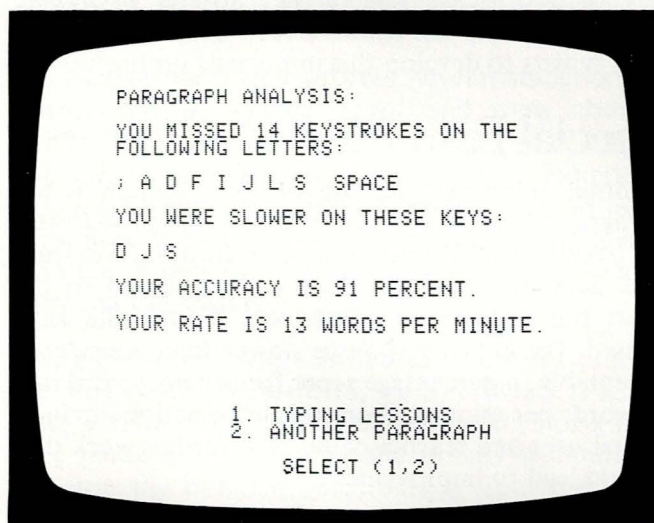 PARAGRAPH ANALYSIS:
YOU MISSED 14 KEYSTROKES ON THE
FOLLOWING LETTERS:
; A D F I J L S SPACE
YOU WERE SLOWER ON THESE KEYS:
D J S
YOUR ACCURACY IS 91 PERCENT.
YOUR RATE IS 13 WORDS PER MINUTE.
1. TYPING LESSONS
2. ANOTHER PARAGRAPH
SELECT (1,2)